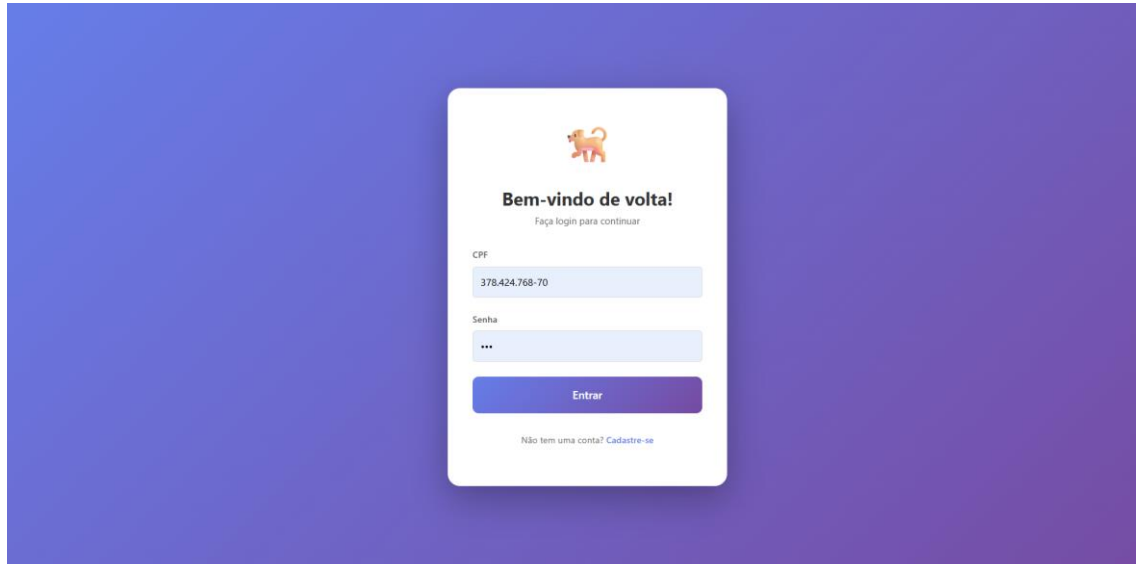 Bem-vindo de volta!
Faça login para continuar
CPF
378.424.768-70
Senha
•••
Entrar
Não tem uma conta? Cadastre-se